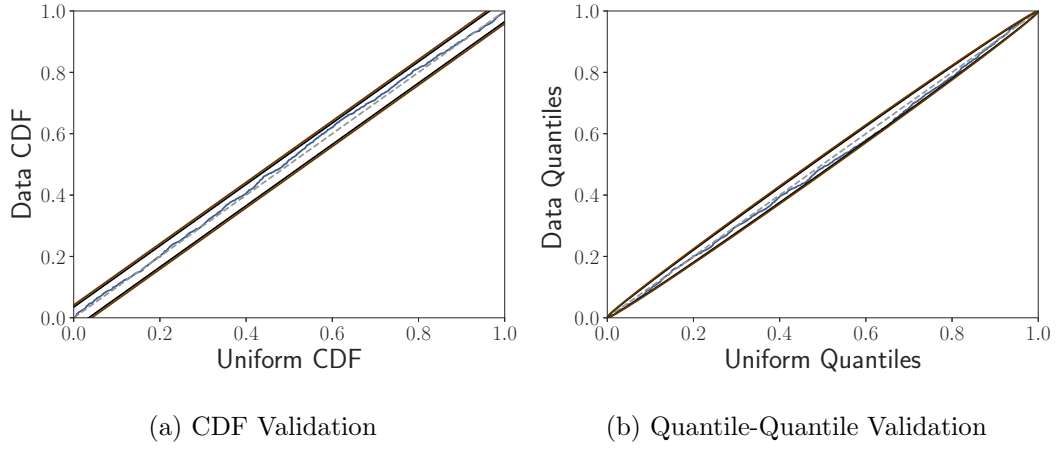 1.0
0.8
0.6
0.4
0.2
0.0
Data CDF
0.0 0.2 0.4 0.6 0.8 1.0
Uniform CDF
(a) CDF Validation
1.0
0.8
0.6
0.4
0.2
0.0
Data Quantiles
0.0 0.2 0.4 0.6 0.8 1.0
Uniform Quantiles
(b) Quantile-Quantile Validation